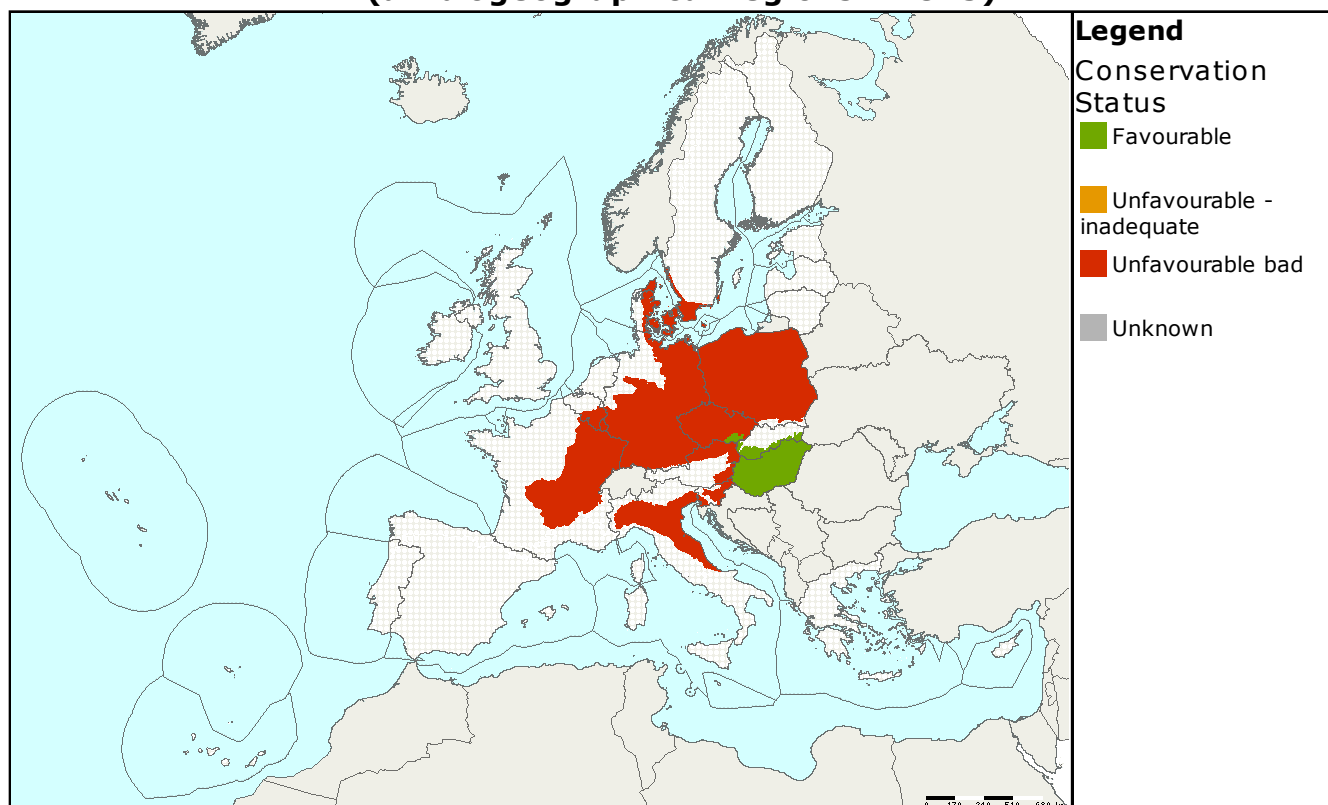 Legend
Conservation
Status
Favourable
Unfavourable -
inadequate
Unfavourable bad
Unknown